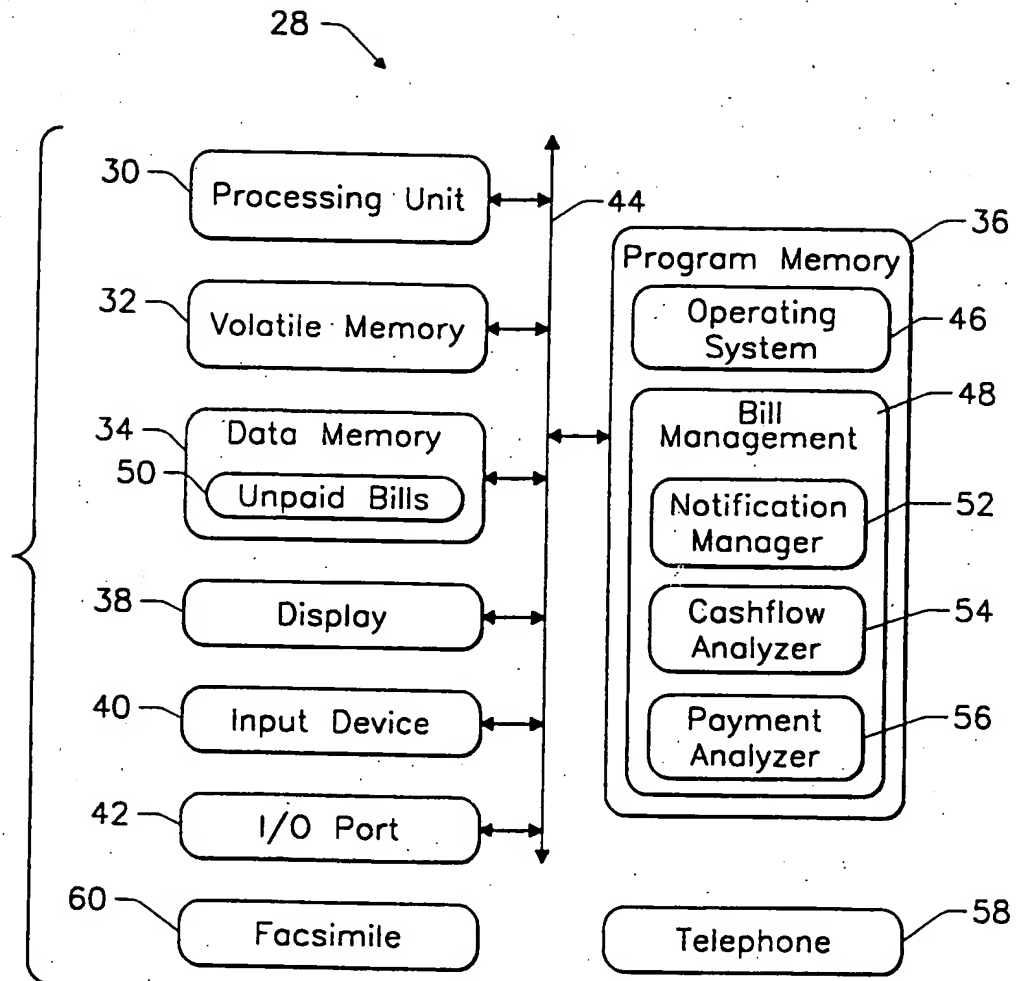 28
30
Processing Unit
44
36
Program Memory
32
Volatile Memory
Operating
System
46
34
Data Memory
50
Unpaid Bills
Bill
Management
48
Notification
Manager
52
38
Display
Cashflow
Analyzer
54
40
Input Device
Payment
Analyzer
56
42
I/O Port
60
Facsimile
Telephone
58